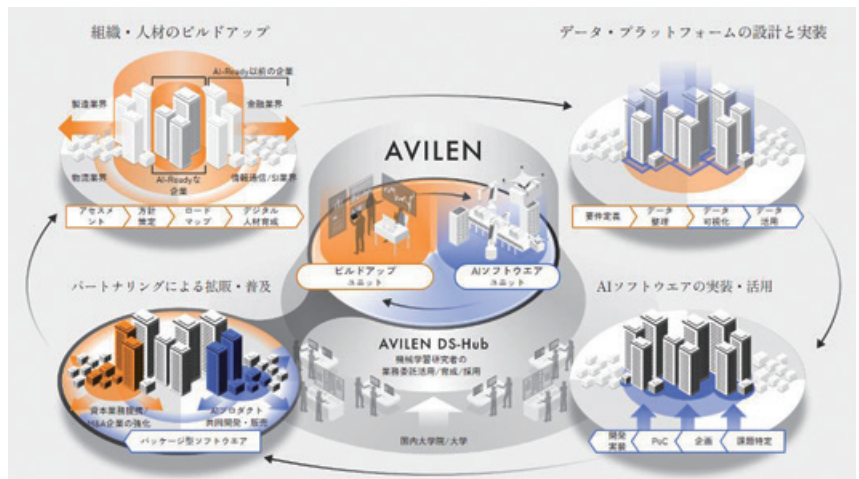 組織・人材のビルドアップ
AI-Ready以前の企業
製造業界
金融業界
物流業界
AI-Readyな
企業
情報通信/SI業界
アセスメ
ント
方針
策定
ロード
マップ
デジタル
人材育成
データ・プラットフォームの設計と実装
要件定義
データ
整理
データ
可視化
データ
活用
AVILEN
ビルドアップ
ユニット
AIソフトウエア
ユニット
AVILEN DS-Hub
機械学習研究者の
業務委託活用/育成/採用
国内大学院/大学
パートナリングによる拡販・普及
資本業務提携/
M&A企業の強化
AIプロダクト
共同開発・販売
パッケージ型ソフトウエア
AIソフトウエアの実装・活用
開発
実装
PoC
企画
課題特定